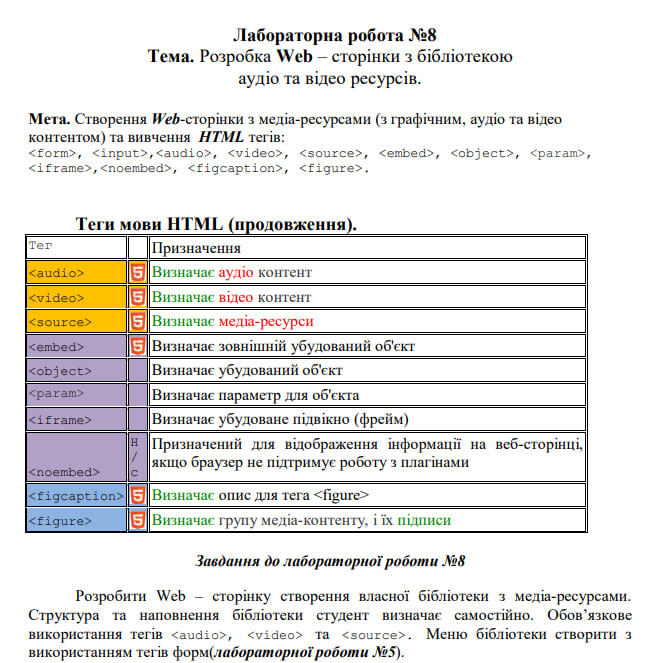 Лабораторна робота №8
Тема. Розробка Web – сторінки з бібліотекою
аудіо та відео ресурсів.
Мета. Створення Web-сторінки з медіа-ресурсами (з графічним, аудіо та відео
контентом) та вивчення HTML тегів:
<form>, <input>,<audio>, <video>, <source>, <embed>, <object>, <param>,
<iframe>,<noembed>, <figcaption>, <figure>.
Теги мови HTML (продовження).
Тег Призначення
<audio> 5 Визначає аудіо контент
<video> 5 Визначає відео контент
<source> 5 Визначає медіа-ресурси
<embed> 5 Визначає зовнішній убудований об'єкт
<object> Визначає убудований об'єкт
<param> Визначає параметр для об'єкта
<iframe> Визначає убудоване підвікно (фрейм)
<noembed> Н/с Призначений для відображення інформації на веб-сторінці,
якщо браузер не підтримує роботу з плагінами
<figcaption> 5 Визначає опис для тега <figure>
<figure> 5 Визначає групу медіа-контенту, і їх підписи
Завдання до лабораторної роботи №8
Розробити Web – сторінку створення власної бібліотеки з медіа-ресурсами.
Структура та наповнення бібліотеки студент визначає самостійно. Обов’язкове
використання тегів <audio>, <video> та <source>. Меню бібліотеки створити з
використанням тегів форм(лабораторної роботи №5).